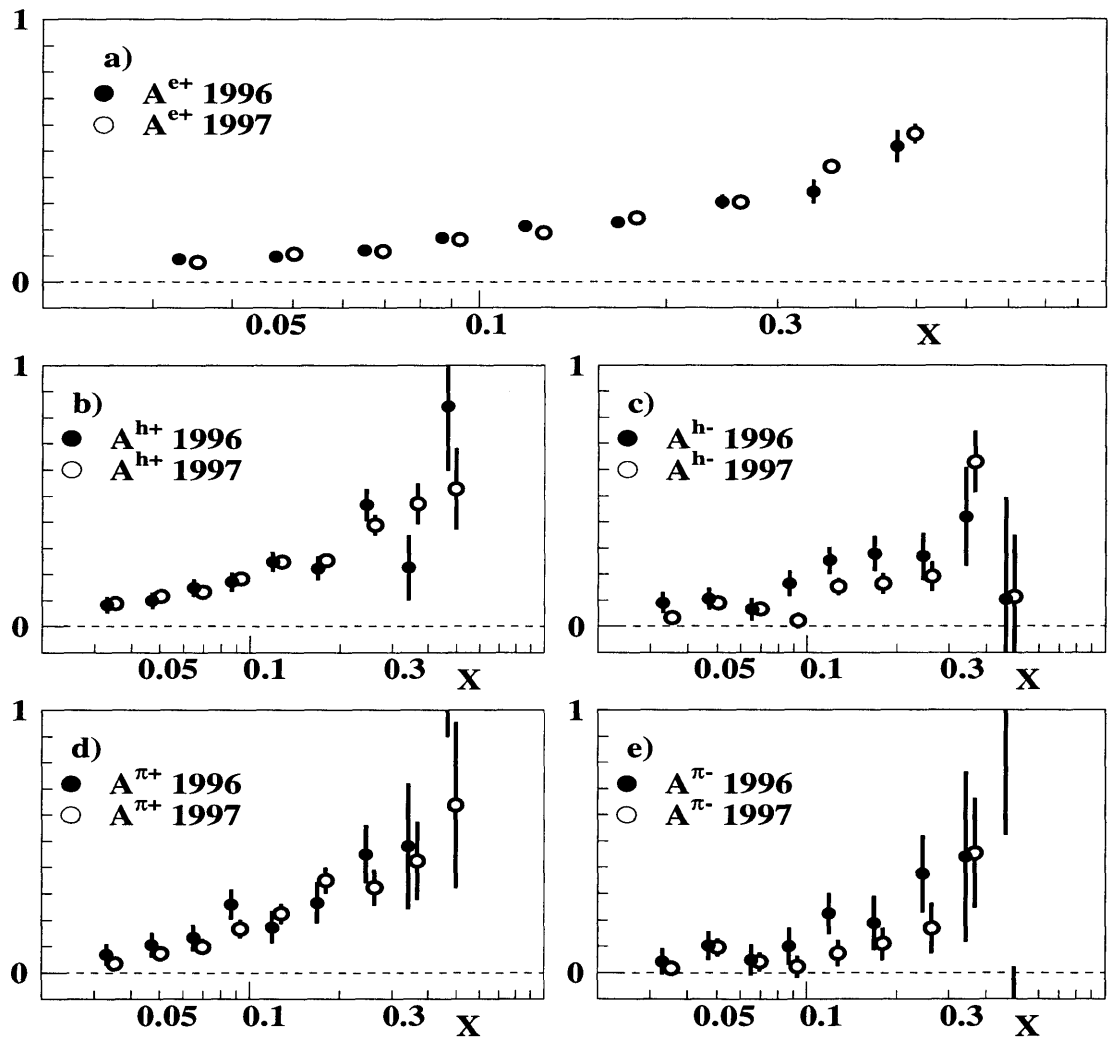 1
a)
A^{e+} 1996
A^{e+} 1997
0
0.05 0.1 0.3 X
1
b)
A^{h+} 1996
A^{h+} 1997
0
0.05 0.1 0.3 X
c)
A^{h-} 1996
A^{h-} 1997
0.05 0.1 0.3 X
1
0
1
d)
A^{π+} 1996
A^{π+} 1997
0
0.05 0.1 0.3 X
1
e)
A^{π-} 1996
A^{π-} 1997
0
0.05 0.1 0.3 X